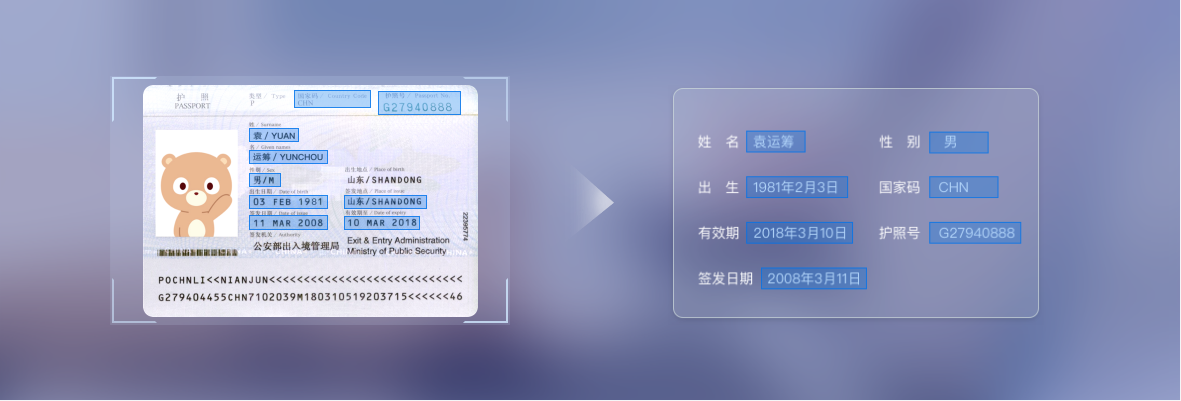 护 照
PASSPORT
类型 / Type
P
国家码 / Country Code
CHN
护照号 / Passport No.
G27940888
姓 / Surname
袁 / YUAN
名 / Given names
运筹 / YUNCHOU
性别 / Sex
男/M
出生地点 / Place of birth
山东/SHANDONG
出生日期 / Date of birth
03 FEB 1981
签发地点 / Place of issue
山东/SHANDONG
签发日期 / Date of issue
11 MAR 2008
有效期至 / Date of expiry
10 MAR 2018
签发机关 / Authority
公安部出入境管理局
Exit & Entry Administration
Ministry of Public Security
POCHNLI<<NIANJUN<<<<<<<<<<<<<<<<<<<<<<<<<<<<
G279404455CHN7102039M180310519203715<<<<<<46
姓 名 袁运筹
性 别 男
出 生 1981年2月3日
国家码 CHN
有效期 2018年3月10日
护照号 G27940888
签发日期 2008年3月11日